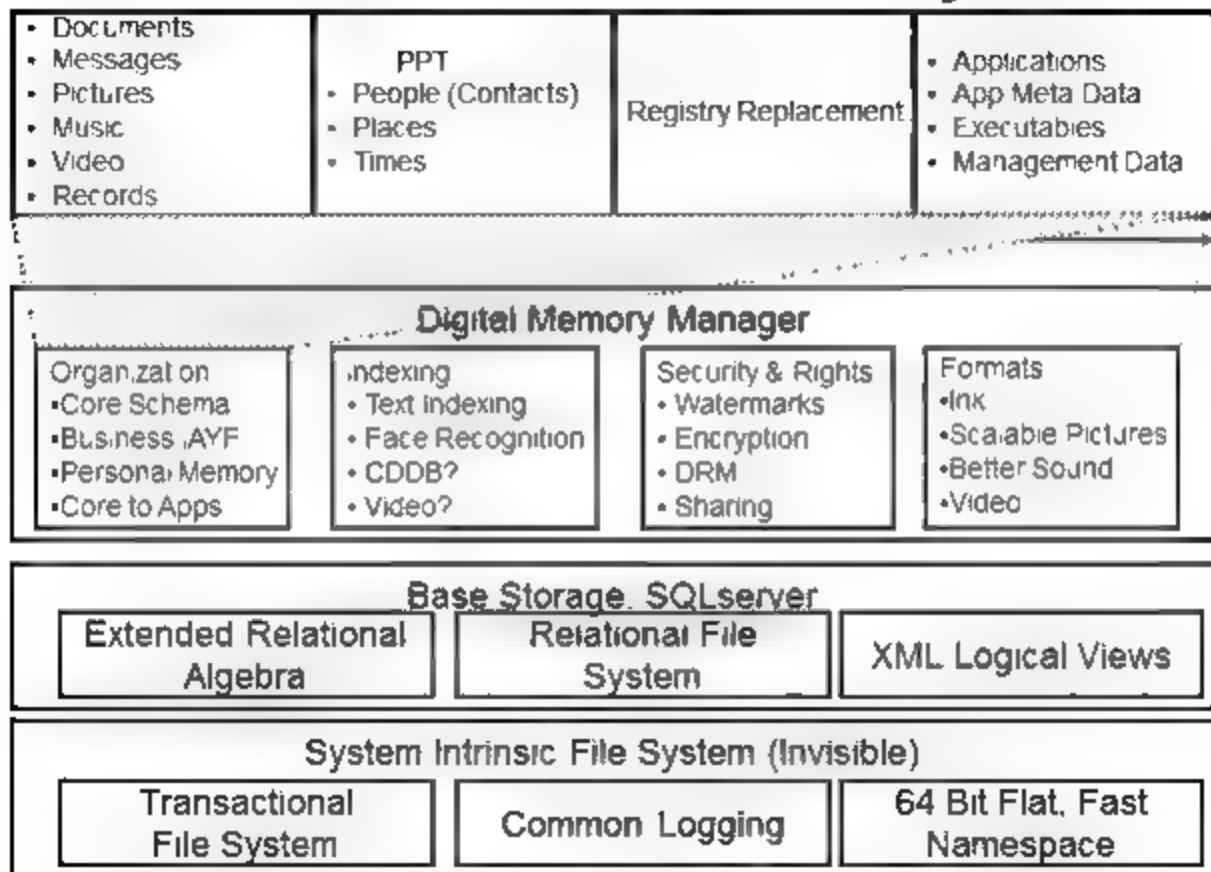 • Documents
• Messages
• Pictures
• Music
• Video
• Records
PPT
• People (Contacts)
• Places
• Times
Registry Replacement
• Applications
• App Meta Data
• Executables
• Management Data
Digital Memory Manager
Organization
▪Core Schema
▪Business IAYF
▪Personal Memory
▪Core to Apps
Indexing
• Text Indexing
• Face Recognition
• CDDB?
• Video?
Security & Rights
• Watermarks
• Encryption
• DRM
• Sharing
Formats
▪Ink
▪Scalable Pictures
▪Better Sound
▪Video
Base Storage. SQLserver
Extended Relational
Algebra
Relational File
System
XML Logical Views
System Intrinsic File System (Invisible)
Transactional
File System
Common Logging
64 Bit Flat, Fast
Namespace